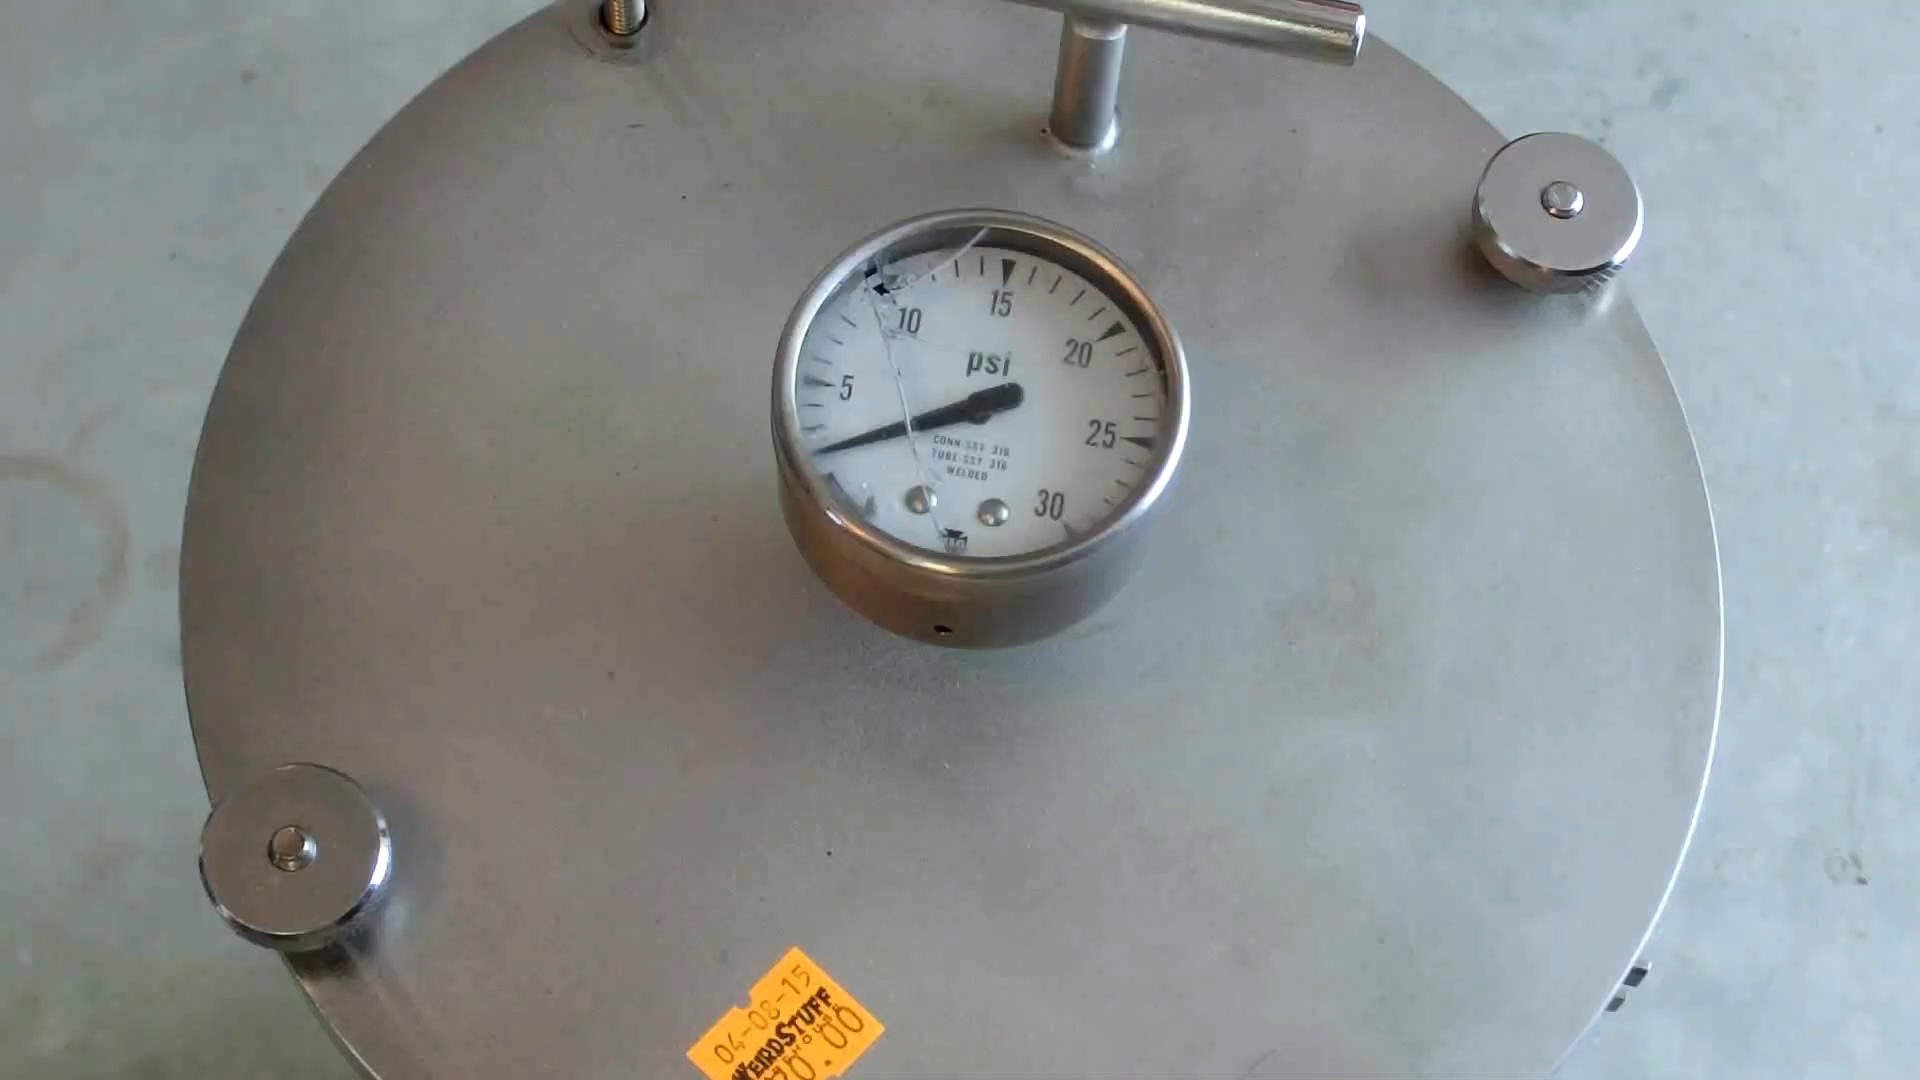 15
10
20
psi
5
25
CONN-SST 316
TUBE-SST 316
WELDED
30
04-08-15
WEIRDSTUFF